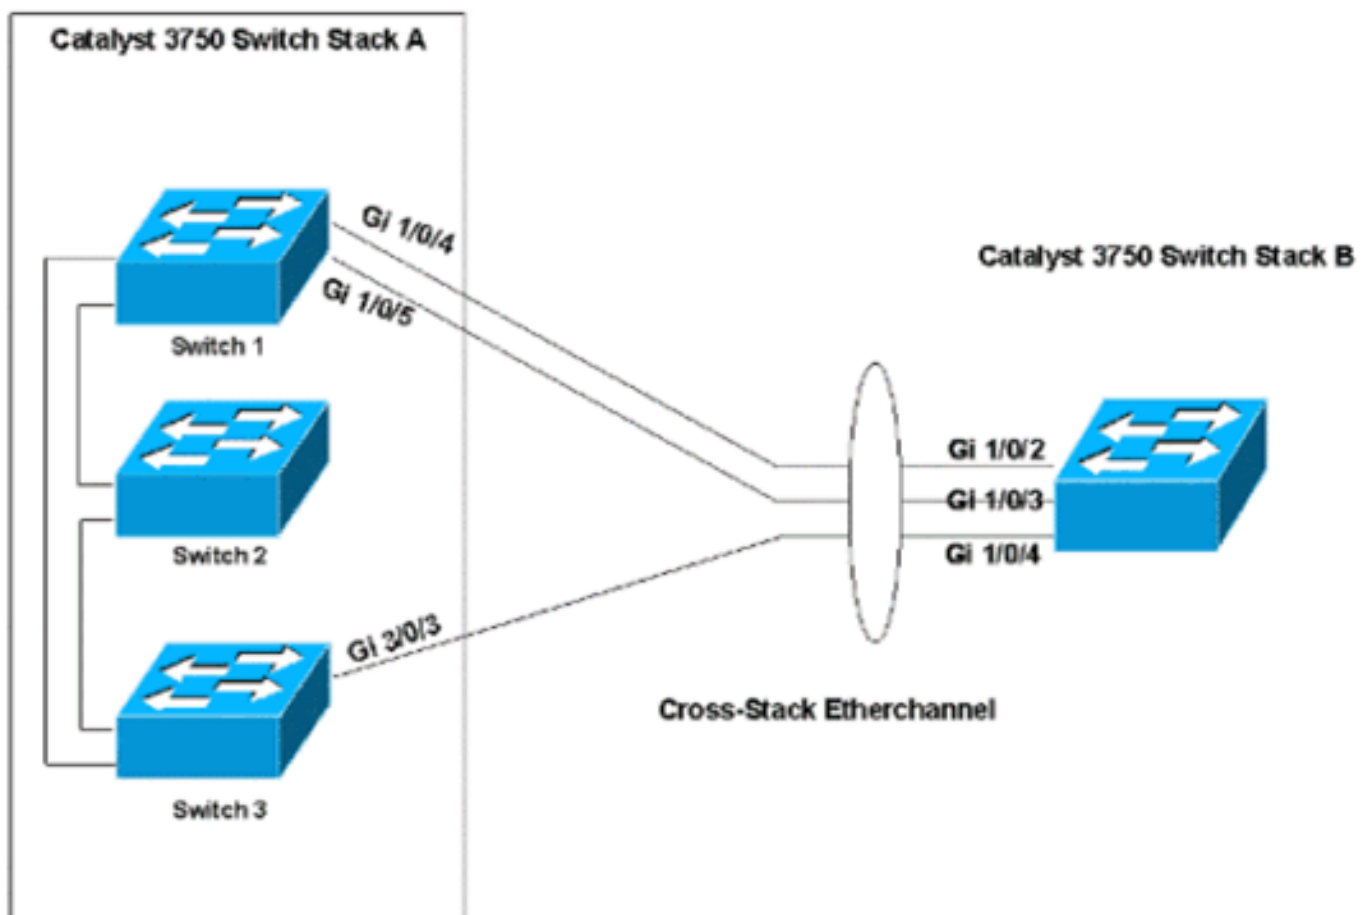 Catalyst 3750 Switch Stack A
Gi 1/0/4
Gi 1/0/5
Switch 1
Catalyst 3750 Switch Stack B
Switch 2
Gi 1/0/2
Gi 1/0/3
Gi 1/0/4
Gi 3/0/3
Cross-Stack Etherchannel
Switch 3